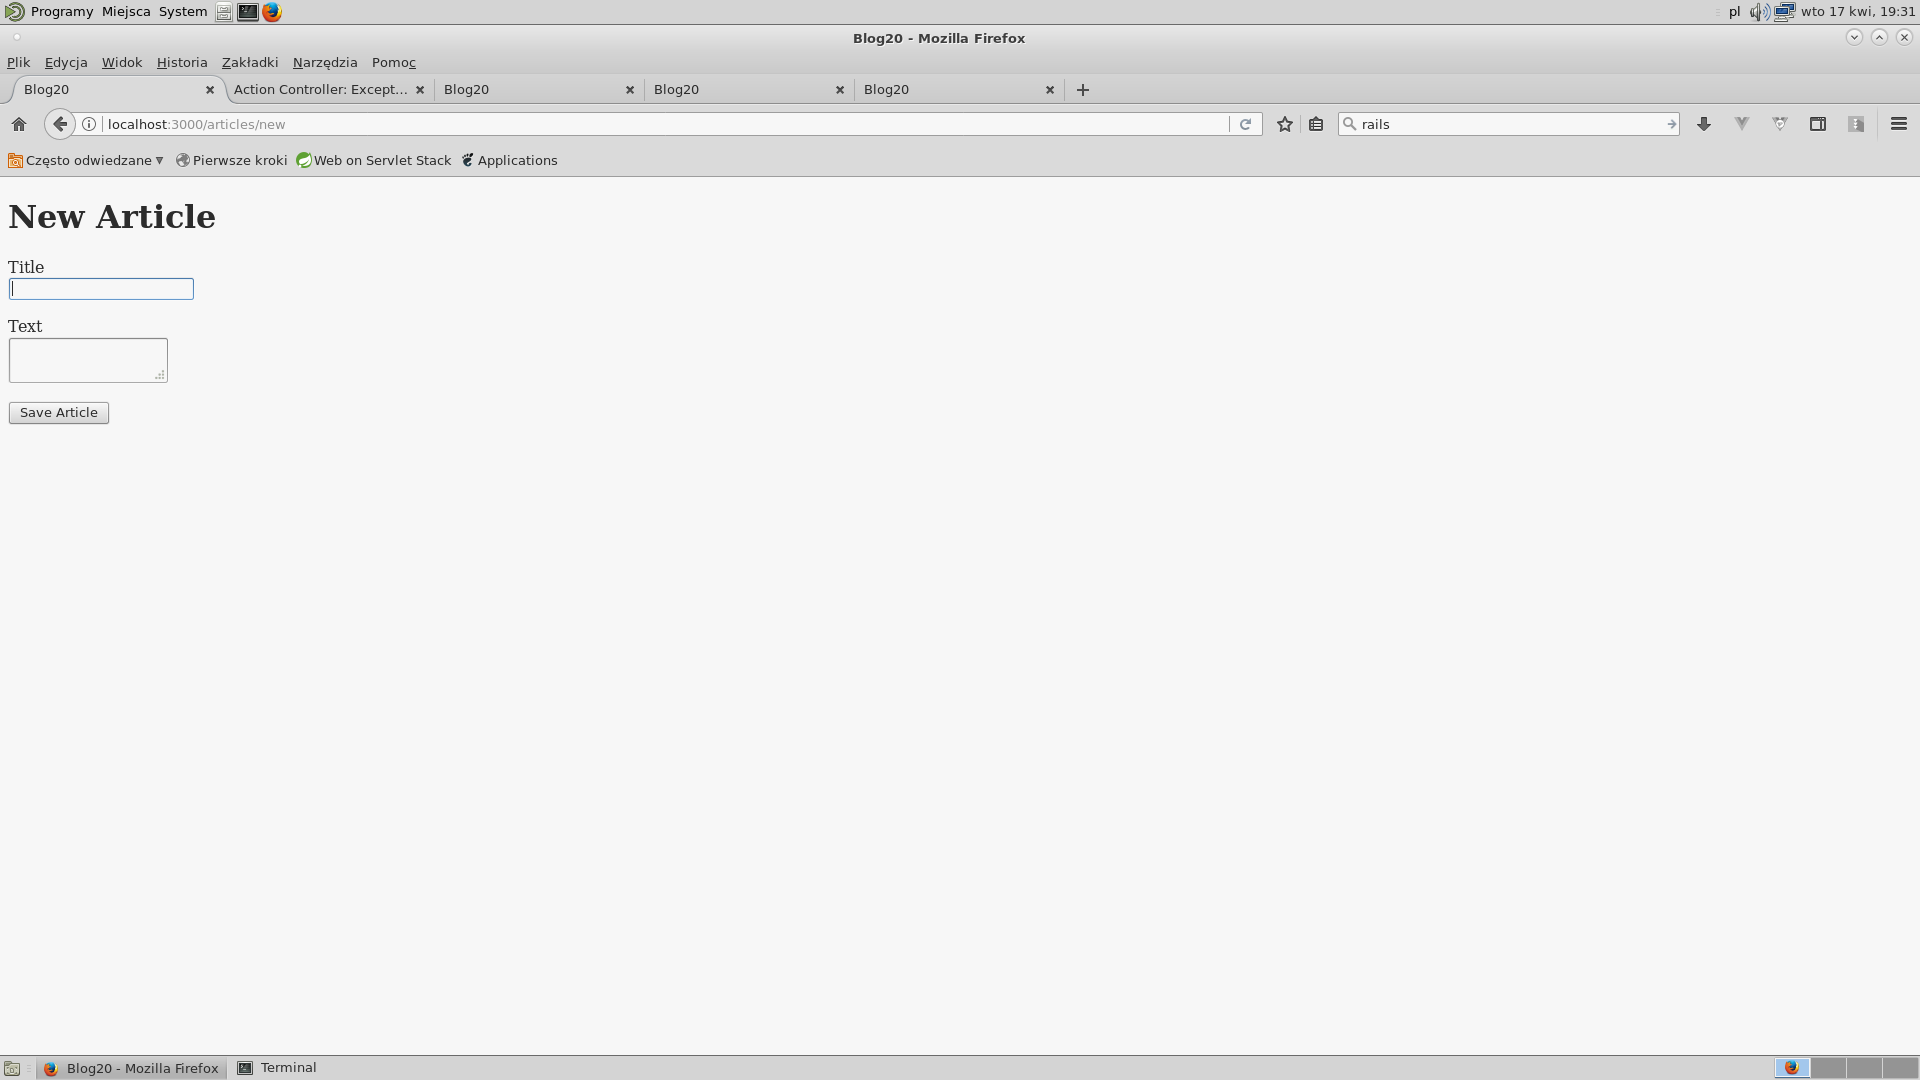 Programy Miejsca System pl wto 17 kwi, 19:31
Blog20 - Mozilla Firefox
Plik Edycja Widok Historia Zakładki Narzędzia Pomoc
Blog20 Action Controller: Except... Blog20 Blog20 Blog20
localhost:3000/articles/new rails
Często odwiedzane Pierwsze kroki Web on Servlet Stack Applications
New Article
Title
Text
Save Article
Blog20 - Mozilla Firefox Terminal